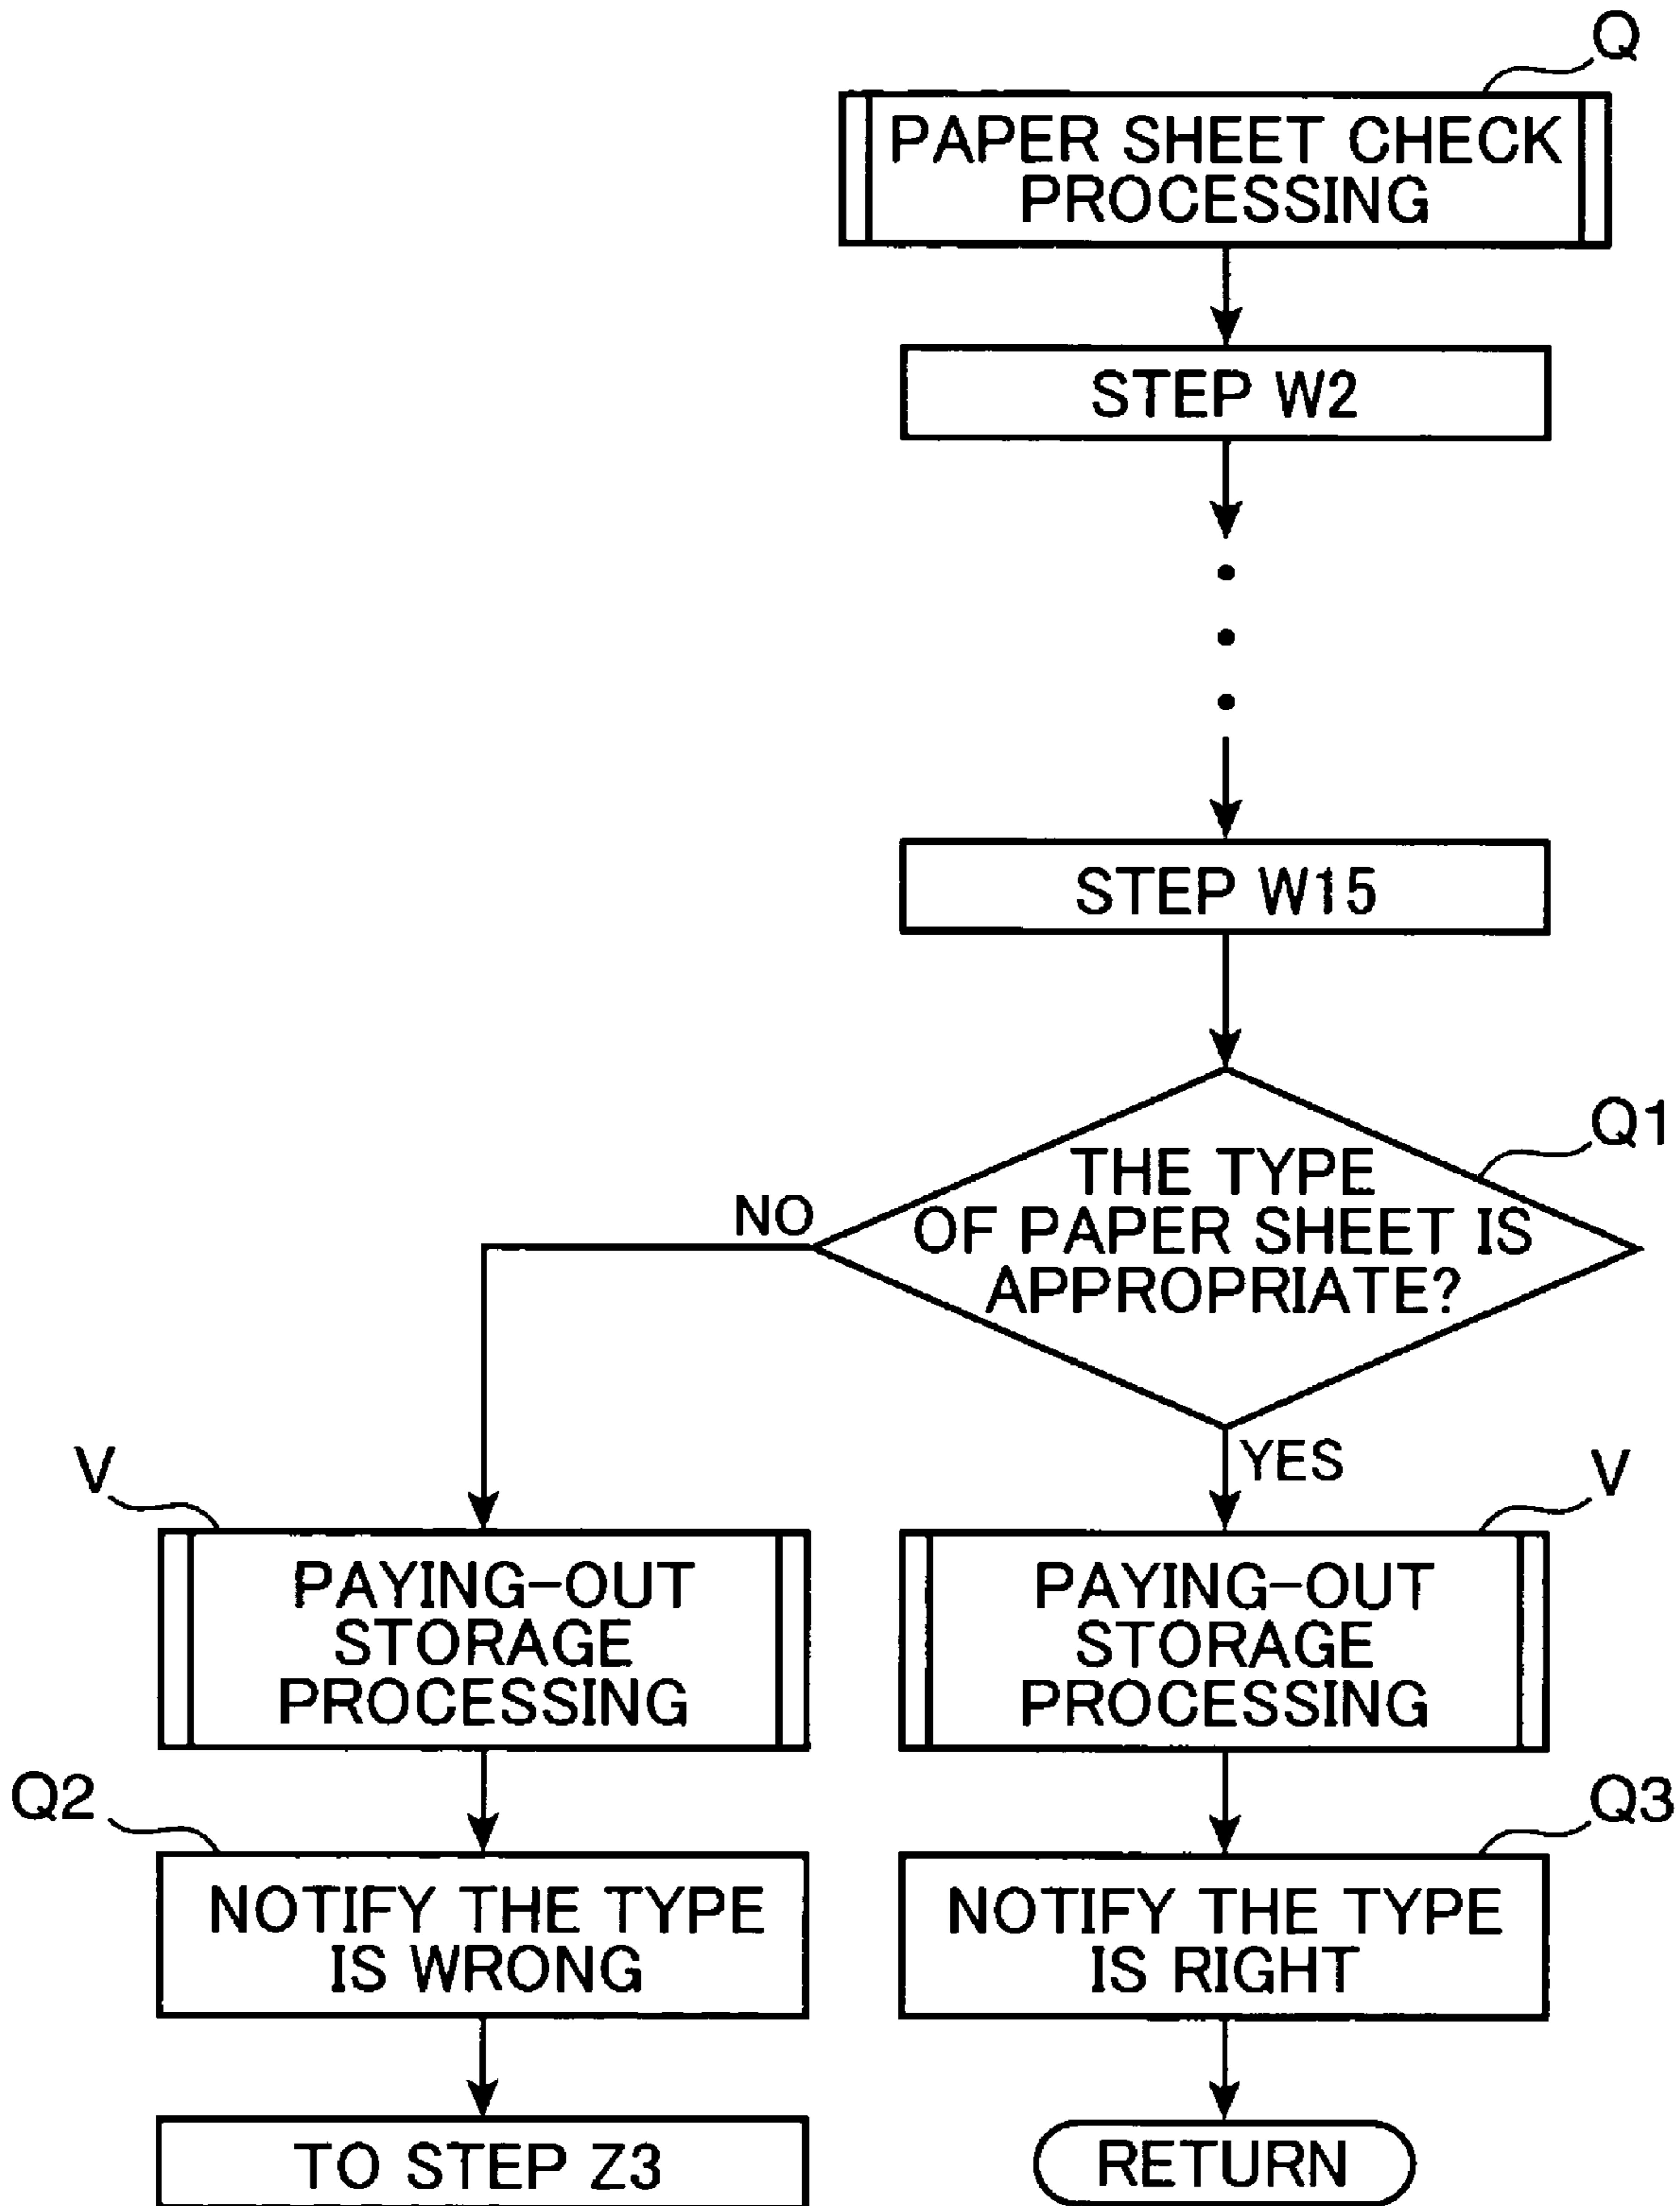 Q
PAPER SHEET CHECK
PROCESSING
STEP W2
STEP W15
Q1
THE TYPE
OF PAPER SHEET IS
APPROPRIATE?
NO
YES
V
V
PAYING-OUT
STORAGE
PROCESSING
PAYING-OUT
STORAGE
PROCESSING
Q2
Q3
NOTIFY THE TYPE
IS WRONG
NOTIFY THE TYPE
IS RIGHT
TO STEP Z3
RETURN